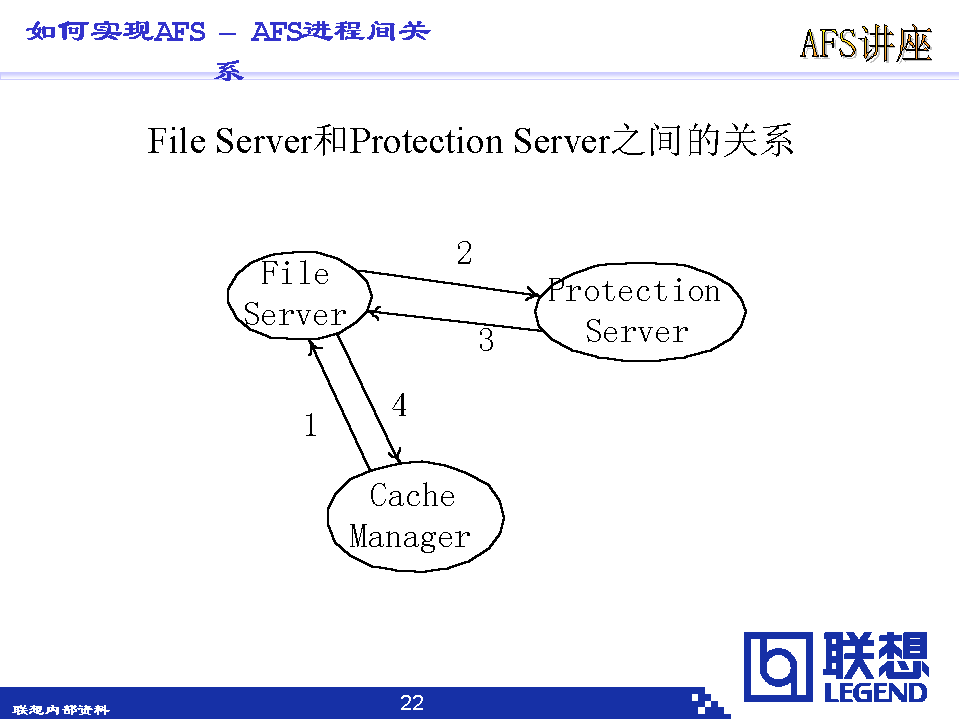 如何实现AFS – AFS进程间关
系
AFS讲座
File Server和Protection Server之间的关系
2
File
Server
Protection
Server
3
4
1
Cache
Manager
联想
LEGEND
联想内部资料
22